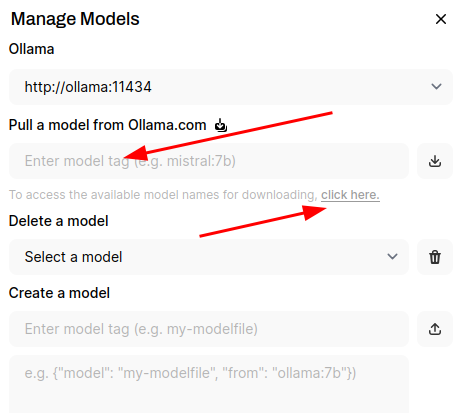 Manage Models
Ollama
http://ollama:11434
Pull a model from Ollama.com
Enter model tag (e.g. mistral:7b)
To access the available model names for downloading, click here.
Delete a model
Select a model
Create a model
Enter model tag (e.g. my-modelfile)
e.g. {"model": "my-modelfile", "from": "ollama:7b"})